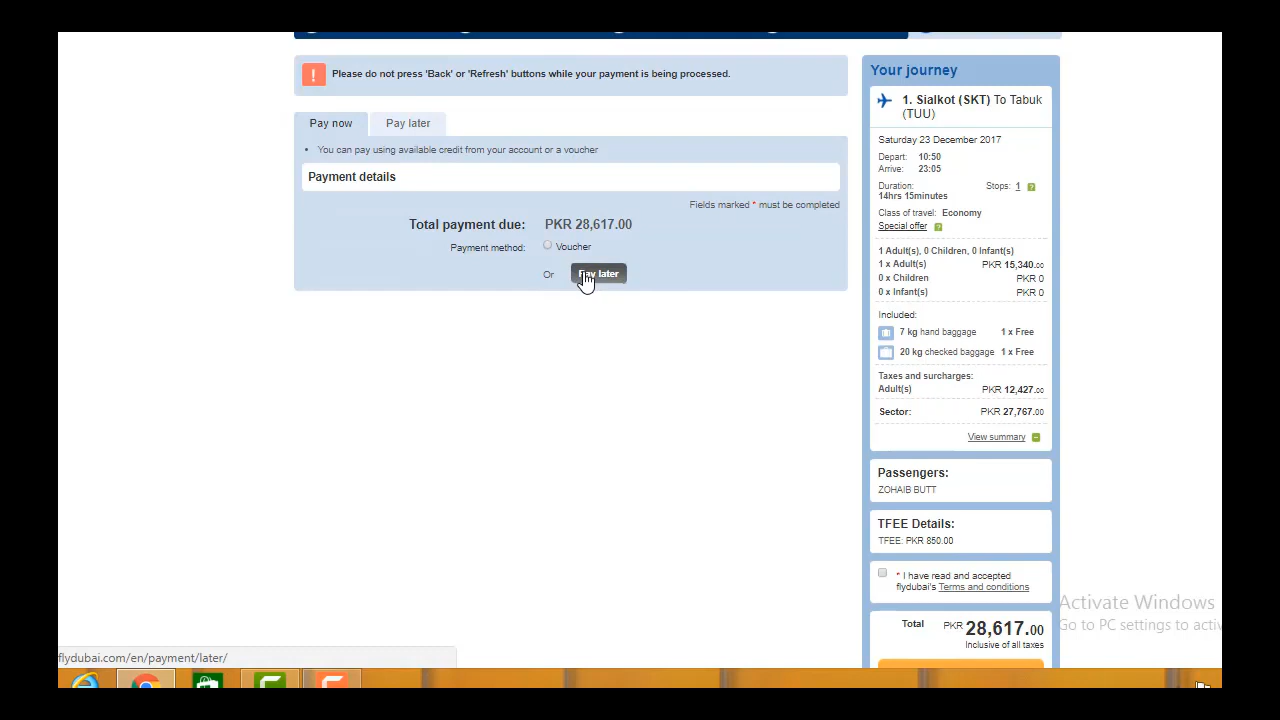 Please do not press 'Back' or 'Refresh' buttons while your payment is being processed.
Pay now
Pay later
You can pay using available credit from your account or a voucher
Payment details
Fields marked * must be completed
Total payment due: PKR 28,617.00
Payment method: Voucher
Or Pay later
Your journey
1. Sialkot (SKT) To Tabuk
(TUU)
Saturday 23 December 2017
Depart: 10:50
Arrive: 23:05
Duration: Stops: 1 ?
14hrs 15minutes
Class of travel: Economy
Special offer ?
1 Adult(s), 0 Children, 0 Infant(s)
1 x Adult(s) PKR 15,340.00
0 x Children PKR 0
0 x Infant(s) PKR 0
Included:
7 kg hand baggage 1 x Free
20 kg checked baggage 1 x Free
Taxes and surcharges:
Adult(s) PKR 12,427.00
Sector: PKR 27,767.00
View summary
Passengers:
ZOHAIB BUTT
TFEE Details:
TFEE: PKR 850.00
* I have read and accepted
flydubai's Terms and conditions
Total PKR 28,617.00
Inclusive of all taxes
Activate Windows
Go to PC settings to activ
flydubai.com/en/payment/later/